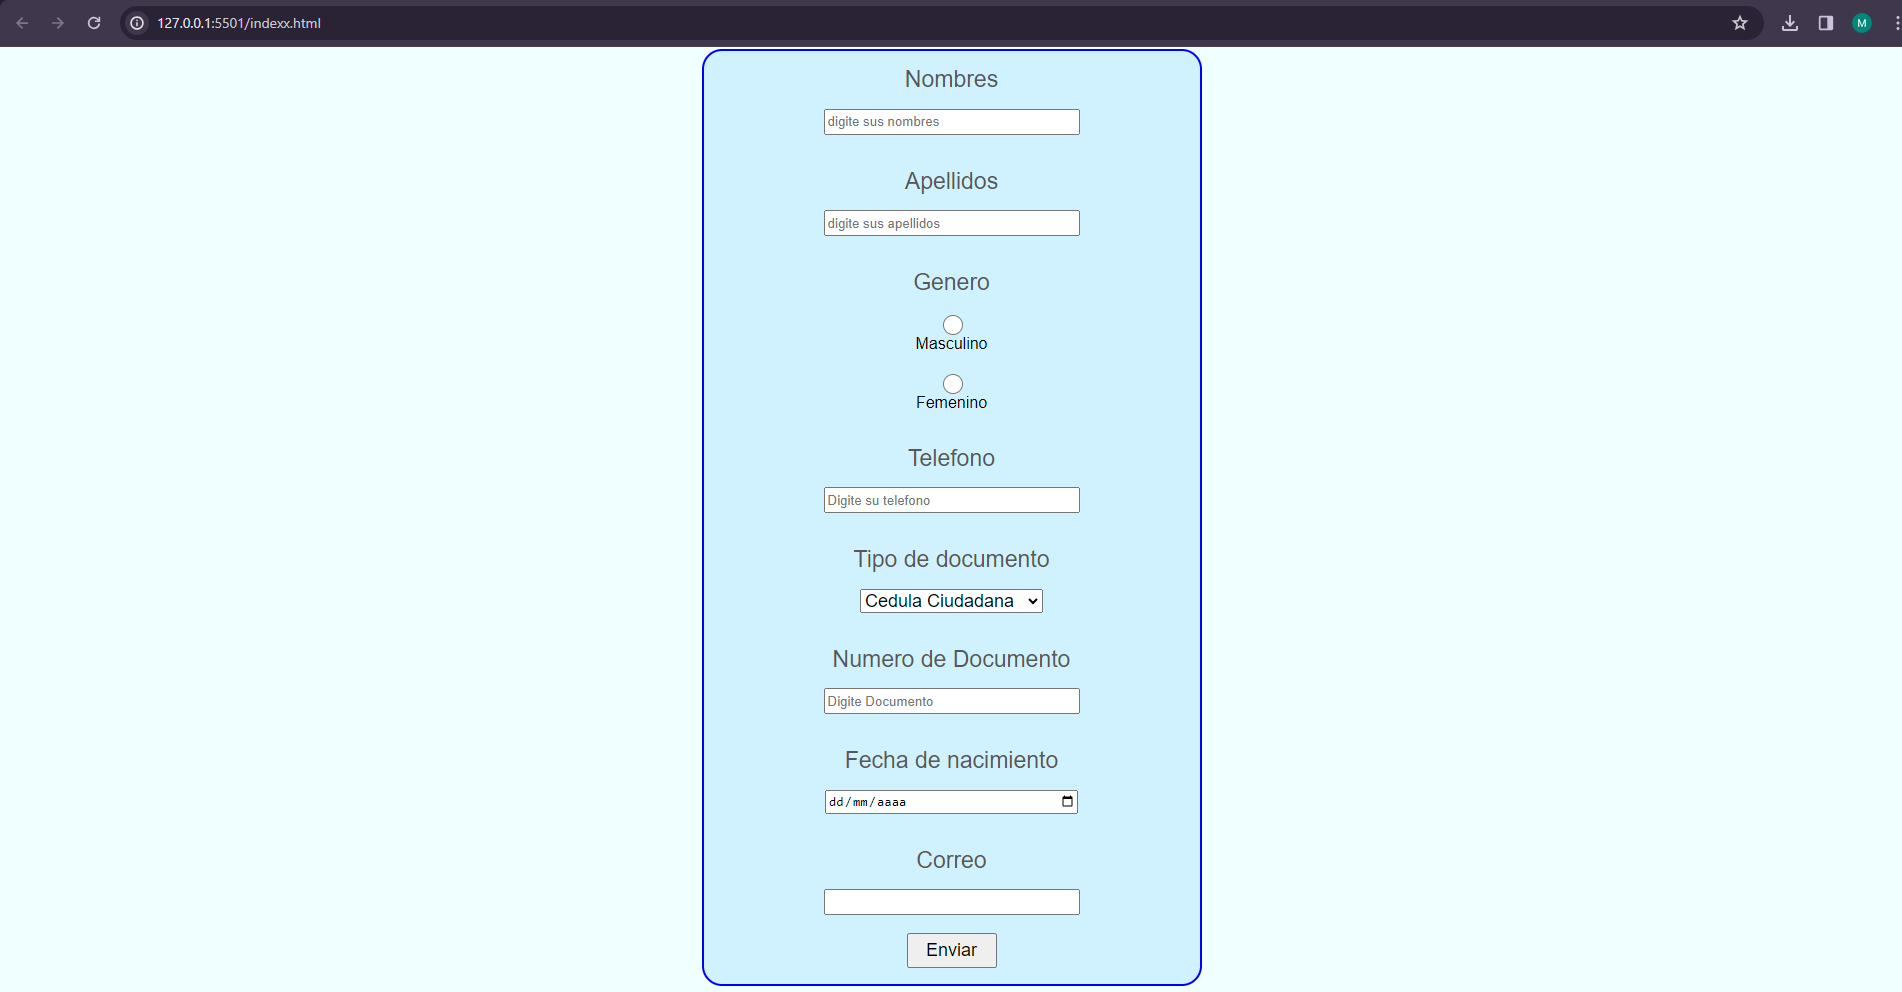 127.0.0.1:5501/indexx.html
M
Nombres
digite sus nombres
Apellidos
digite sus apellidos
Genero
Masculino
Femenino
Telefono
Digite su telefono
Tipo de documento
Cedula Ciudadana
Numero de Documento
Digite Documento
Fecha de nacimiento
dd/mm/aaaa
Correo
Enviar